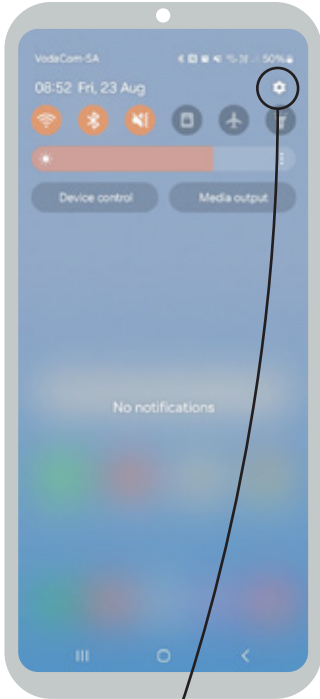 VodaCom-SA 50%
08:52 Fri, 23 Aug
Device control Media output
No notifications